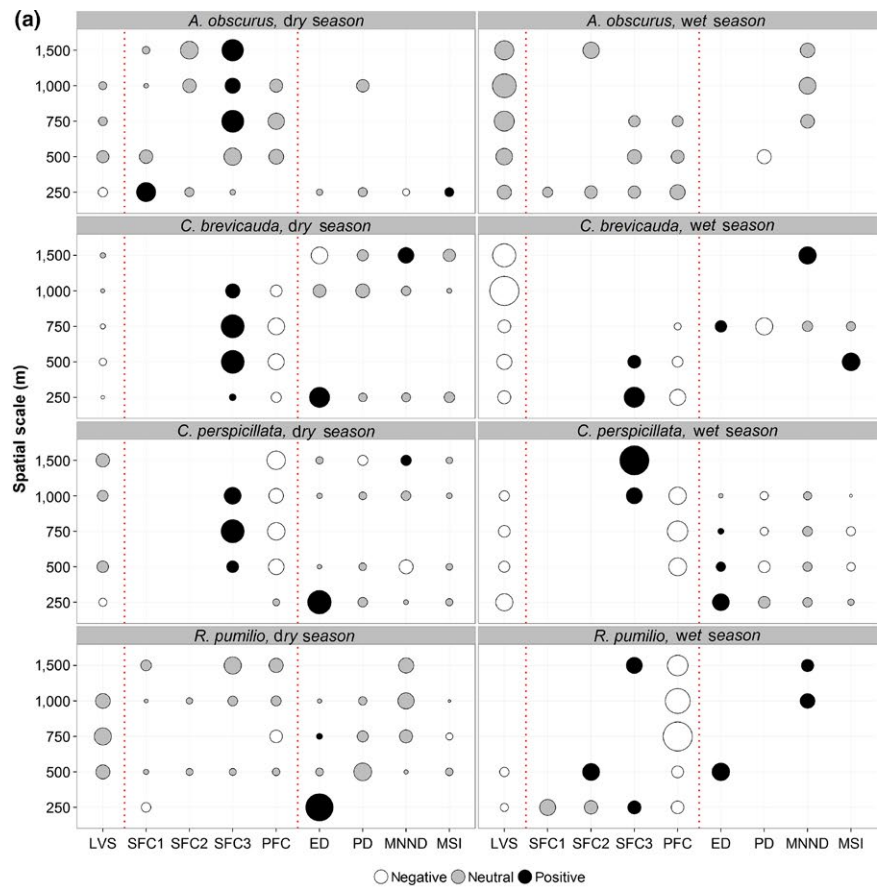 (a)
A. obscurus, dry season
A. obscurus, wet season
1,500
1,000
750
500
250
C. brevicauda, dry season
C. brevicauda, wet season
1,500
1,000
750
500
250
Spatial scale (m)
C. perspicillata, dry season
C. perspicillata, wet season
1,500
1,000
750
500
250
R. pumilio, dry season
R. pumilio, wet season
1,500
1,000
750
500
250
LVS SFC1 SFC2 SFC3 PFC ED PD MNND MSI
LVS SFC1 SFC2 SFC3 PFC ED PD MNND MSI
Negative Neutral Positive